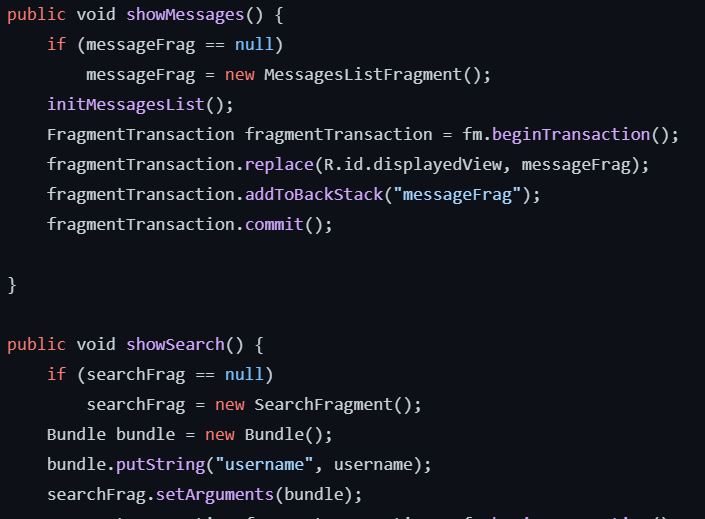 public void showMessages() {
    if (messageFrag == null)
        messageFrag = new MessagesListFragment();
    initMessagesList();
    FragmentTransaction fragmentTransaction = fm.beginTransaction();
    fragmentTransaction.replace(R.id.displayedView, messageFrag);
    fragmentTransaction.addToBackStack("messageFrag");
    fragmentTransaction.commit();

}

public void showSearch() {
    if (searchFrag == null)
        searchFrag = new SearchFragment();
    Bundle bundle = new Bundle();
    bundle.putString("username", username);
    searchFrag.setArguments(bundle);